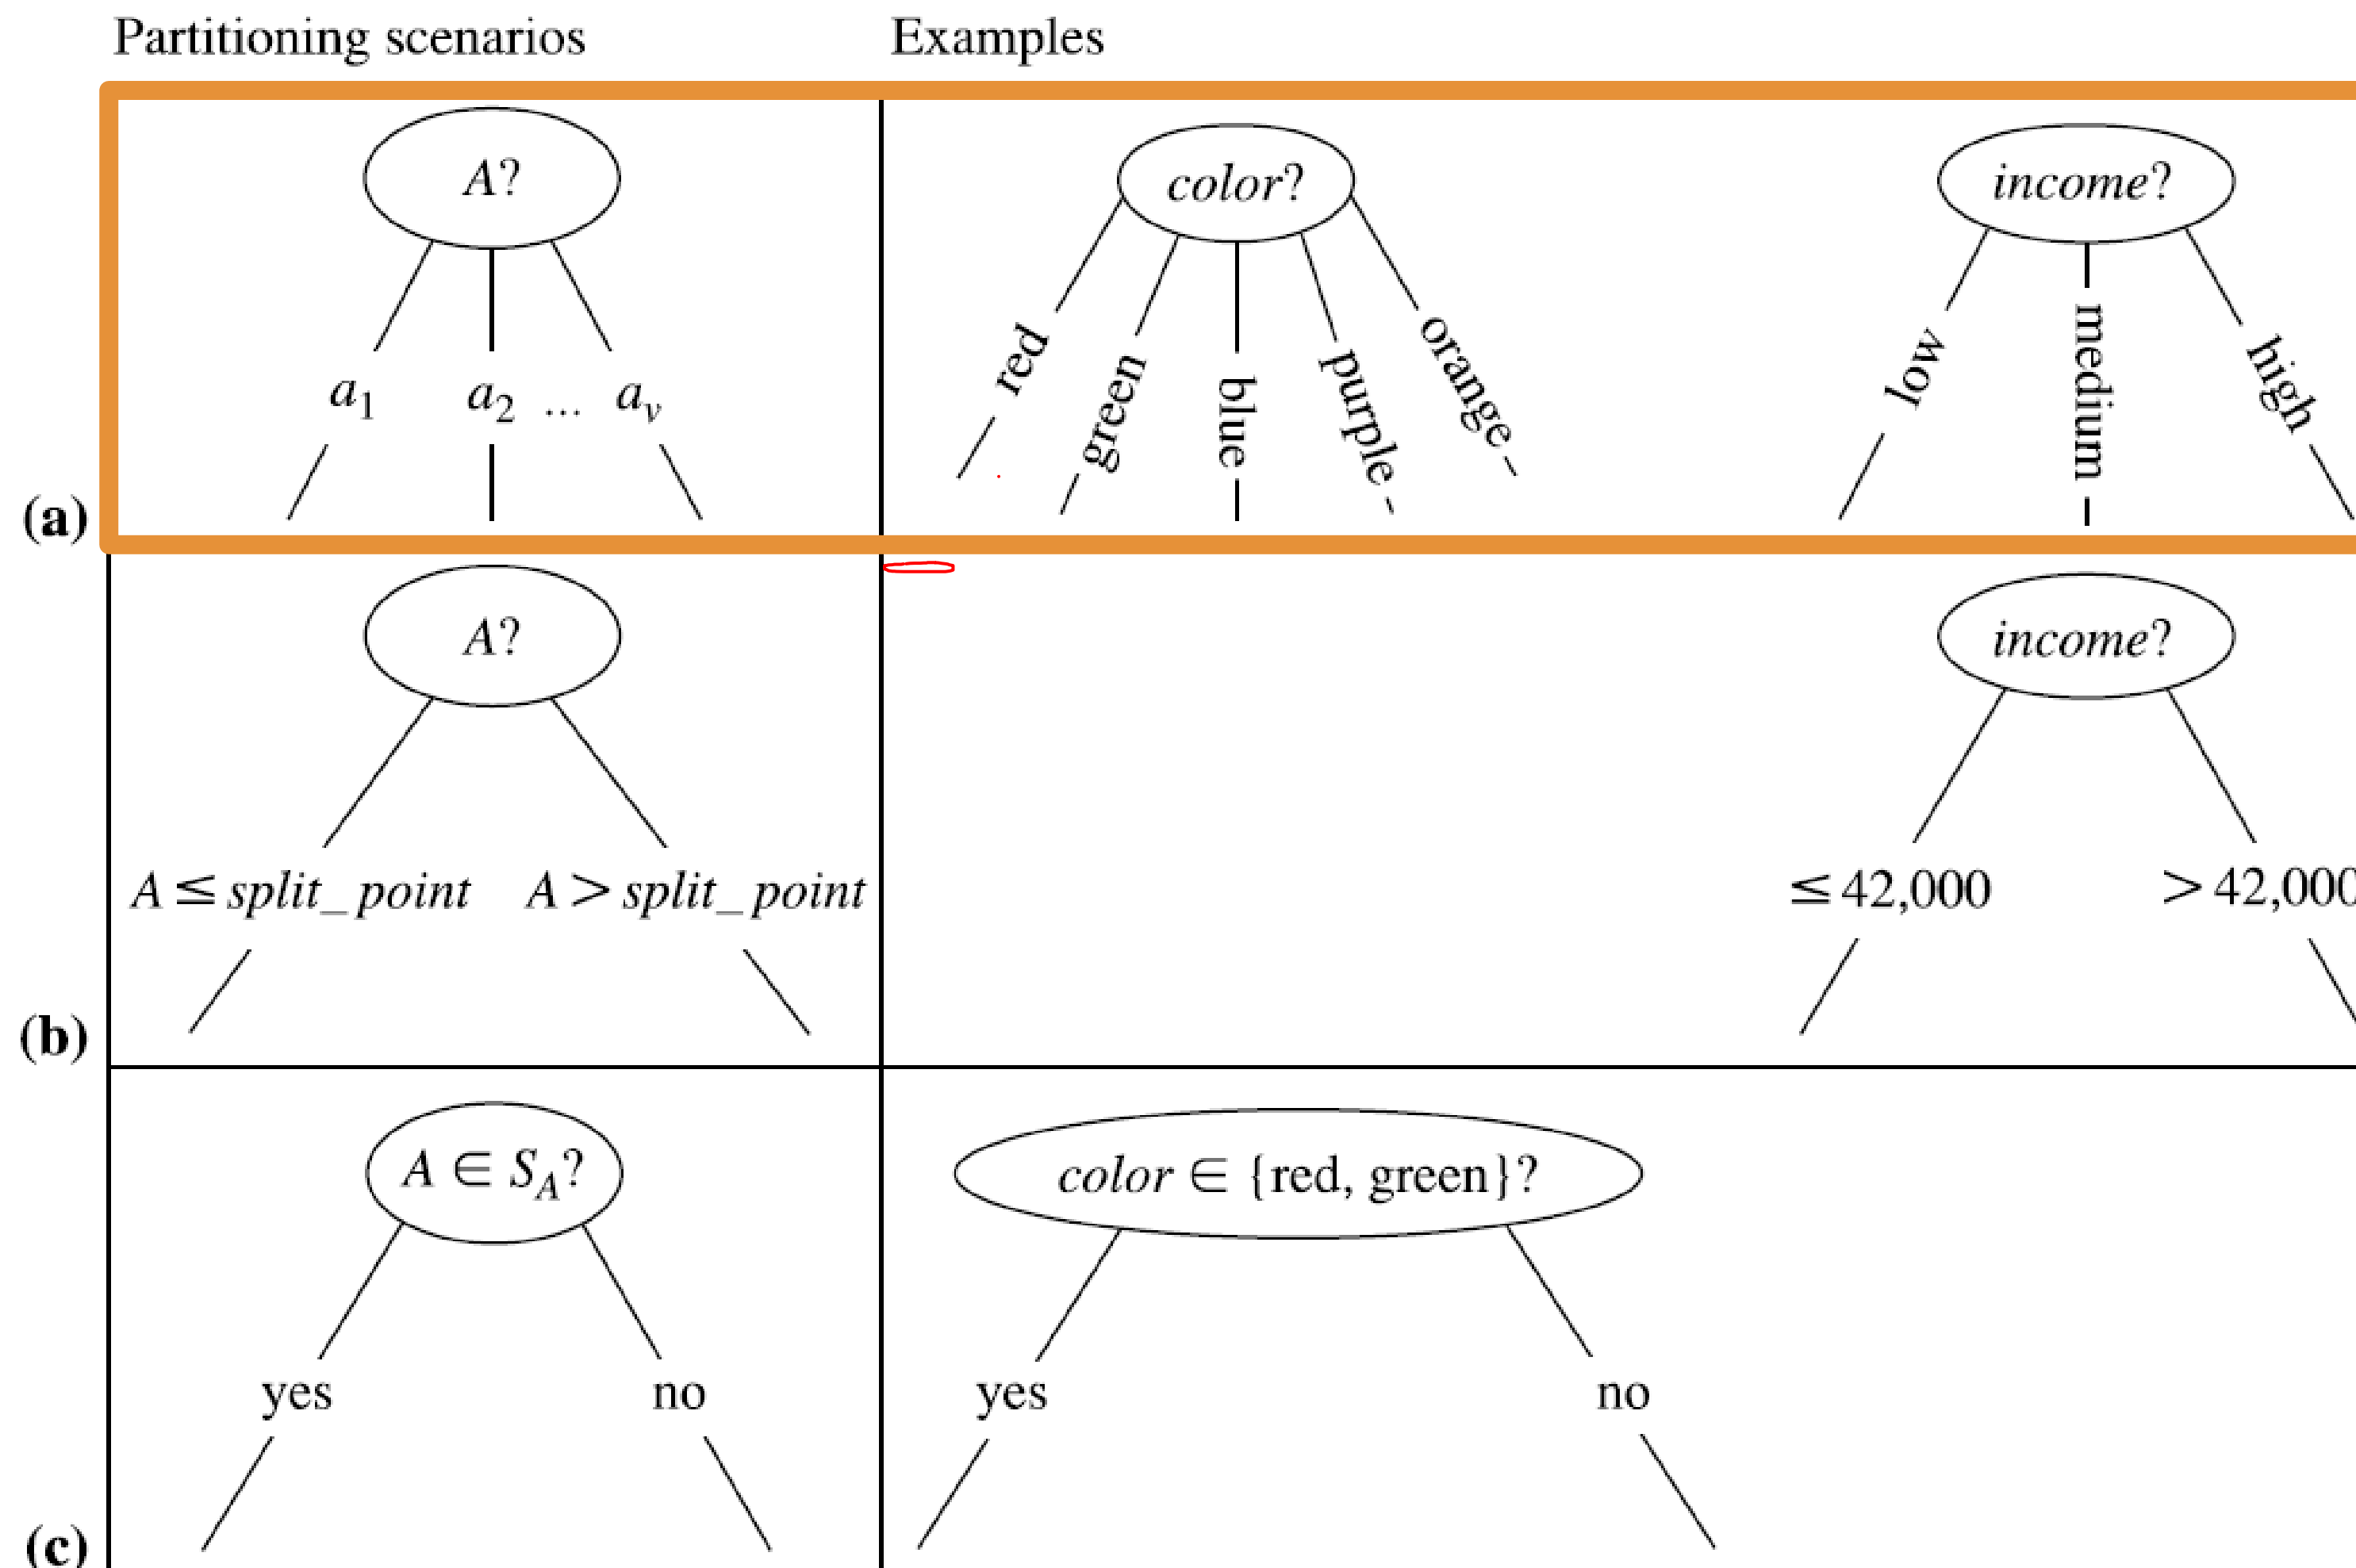 Partitioning scenarios Examples
A? color? income?
red green blue purple orange
low medium high
a1 a2 ... av
(a)
A? income?
A ≤ split_point A > split_point ≤ 42,000 > 42,000
(b)
A ∈ SA? color ∈ {red, green}?
yes no yes no
(c)